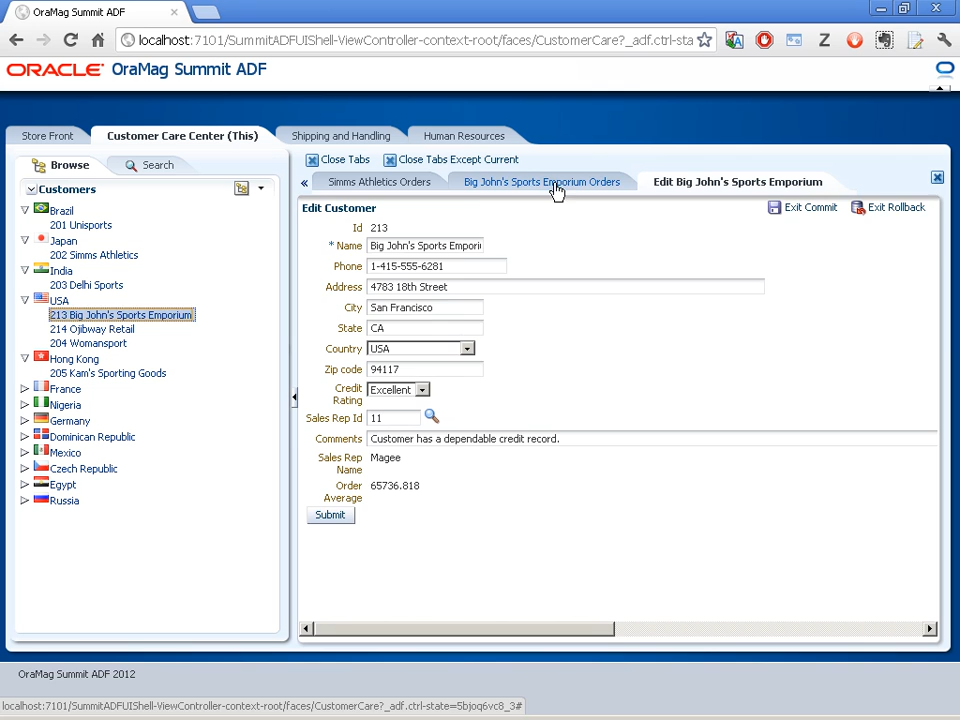 OraMag Summit ADF
localhost:7101/SummitADFUIShell-ViewController-context-root/faces/CustomerCare?_adf.ctrl-sta
ORACLE OraMag Summit ADF
Store Front
Customer Care Center (This)
Shipping and Handling
Human Resources
Browse
Search
Close Tabs
Close Tabs Except Current
Customers
« Simms Athletics Orders
Big John's Sports Emporium Orders
Edit Big John's Sports Emporium
Brazil
201 Unisports
Japan
202 Simms Athletics
India
203 Delhi Sports
USA
213 Big John's Sports Emporium
214 Ojibway Retail
204 Womansport
Hong Kong
205 Kam's Sporting Goods
France
Nigeria
Germany
Dominican Republic
Mexico
Czech Republic
Egypt
Russia
Edit Customer
Exit Commit
Exit Rollback
Id 213
* Name Big John's Sports Empori
Phone 1-415-555-6281
Address 4783 18th Street
City San Francisco
State CA
Country USA
Zip code 94117
Credit
Rating Excellent
Sales Rep Id 11
Comments Customer has a dependable credit record.
Sales Rep
Name Magee
Order
Average 65736.818
Submit
OraMag Summit ADF 2012
localhost:7101/SummitADFUIShell-ViewController-context-root/faces/CustomerCare?_adf.ctrl-state=5bjoq6vc8_3#